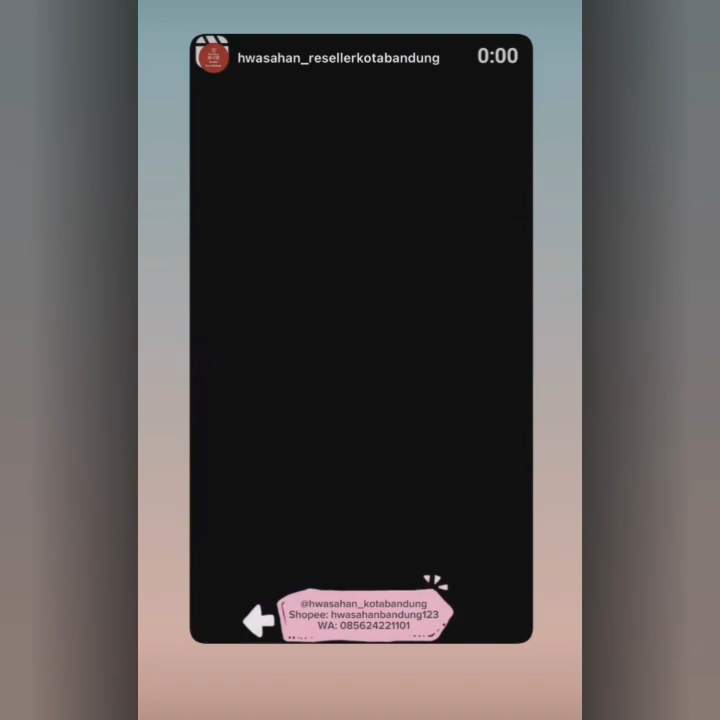 hwasahan_resellerkotabandung
0:00
@hwasahan_kotabandung
Shopee: hwasahanbandung123
WA: 085624221101